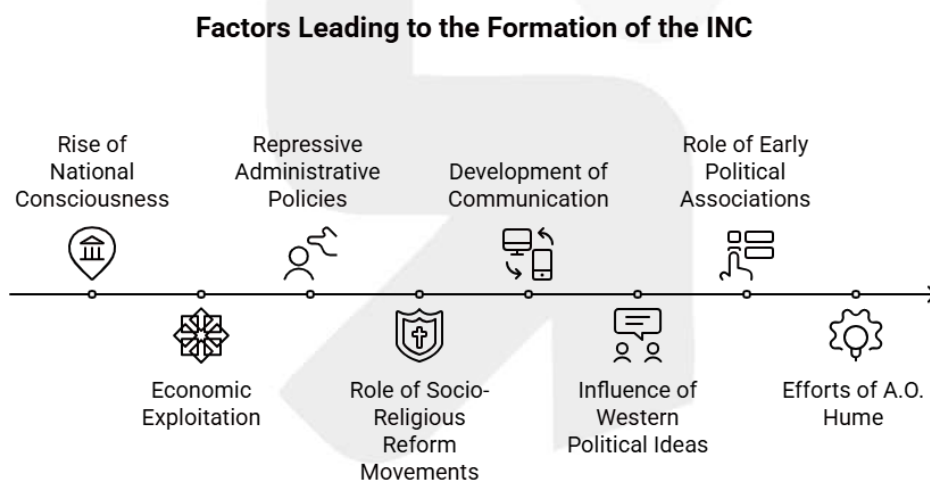 Factors Leading to the Formation of the INC
Rise of
National
Consciousness
Repressive
Administrative
Policies
Development of
Communication
Role of Early
Political
Associations
Economic
Exploitation
Role of Socio-
Religious
Reform
Movements
Influence of
Western
Political Ideas
Efforts of A.O.
Hume